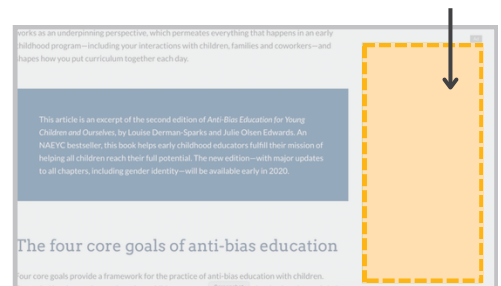 works as an underpinning perspective, which permeates everything that happens in an early
childhood program—including your interactions with children, families and coworkers—and
shapes how you put curriculum together each day.
This article is an excerpt of the second edition of Anti-Bias Education for Young
Children and Ourselves, by Louise Derman-Sparks and Julie Olsen Edwards. An
NAEYC bestseller, this book helps early childhood educators fulfill their mission of
helping all children reach their full potential. The new edition—with major updates
to all chapters, including gender identity—will be available early in 2020.
The four core goals of anti-bias education
Four core goals provide a framework for the practice of anti-bias education with children.